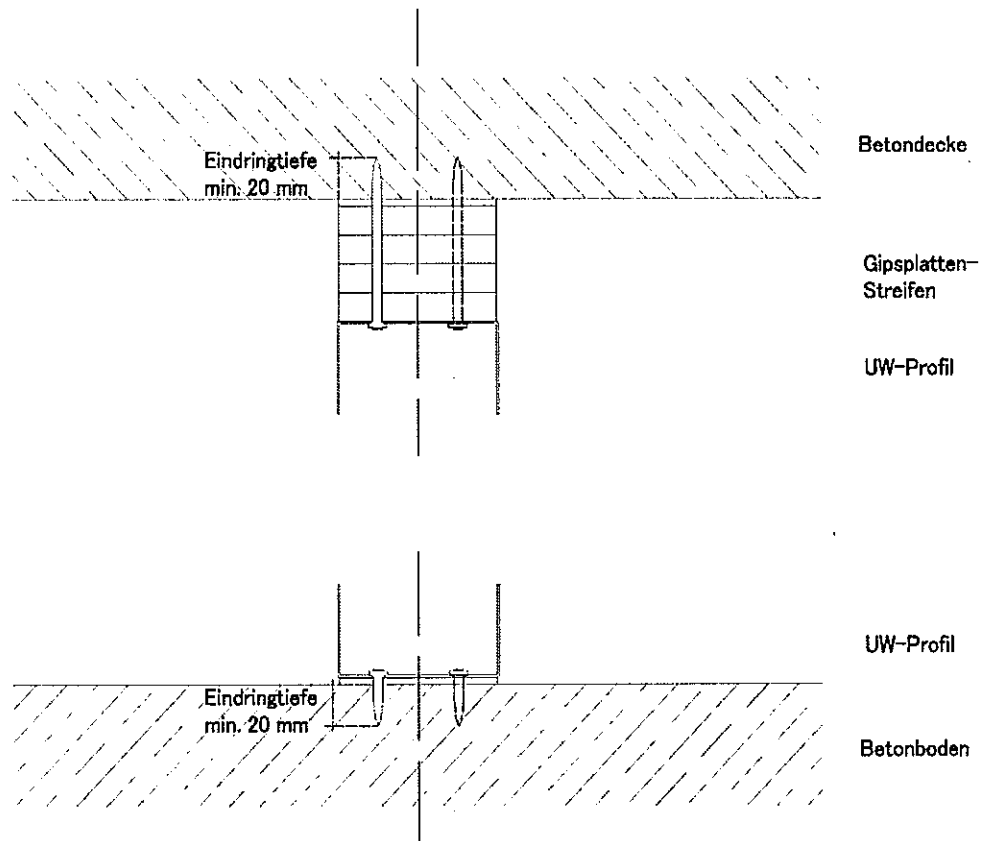 Betondecke
Eindringtiefe
min. 20 mm
Gipsplatten-
Streifen
UW-Profil
UW-Profil
Eindringtiefe
min. 20 mm
Betonboden